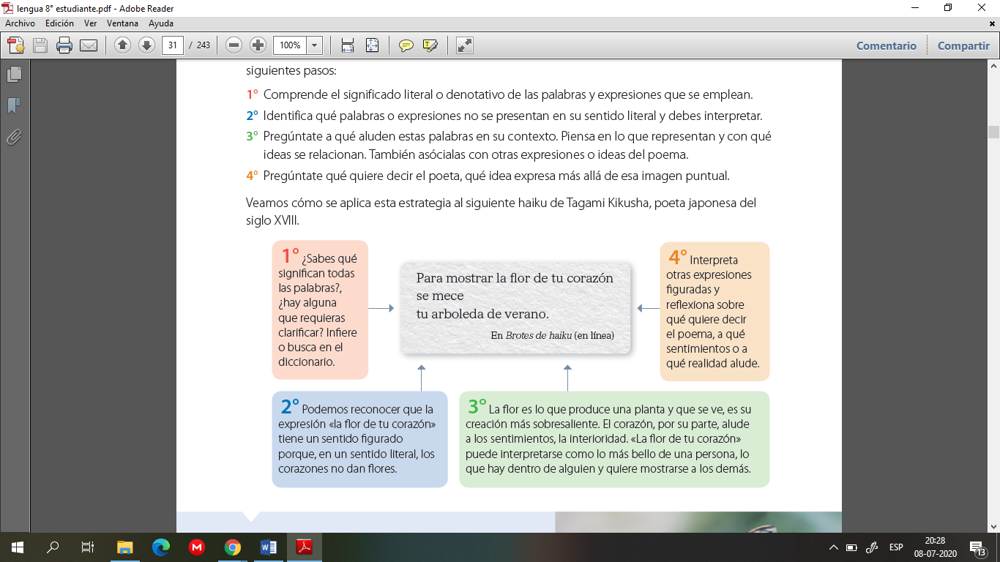 lengua 8° estudiante.pdf - Adobe Reader
Archivo Edición Ver Ventana Ayuda
31 / 243 100% Comentario Compartir
siguientes pasos:
1° Comprende el significado literal o denotativo de las palabras y expresiones que se emplean.
2° Identifica qué palabras o expresiones no se presentan en su sentido literal y debes interpretar.
3° Pregúntate a qué aluden estas palabras en su contexto. Piensa en lo que representan y con qué
ideas se relacionan. También asócialas con otras expresiones o ideas del poema.
4° Pregúntate qué quiere decir el poeta, qué idea expresa más allá de esa imagen puntual.
Veamos cómo se aplica esta estrategia al siguiente haiku de Tagami Kikusha, poeta japonesa del
siglo XVIII.
1° ¿Sabes qué
significan todas
las palabras?,
¿hay alguna
que requieras
clarificar? Infiere
o busca en el
diccionario.
Para mostrar la flor de tu corazón
se mece
tu arboleda de verano.
En Brotes de haiku (en línea)
4° Interpreta
otras expresiones
figuradas y
reflexiona sobre
qué quiere decir
el poema, a qué
sentimientos o a
qué realidad alude.
2° Podemos reconocer que la
expresión «la flor de tu corazón»
tiene un sentido figurado
porque, en un sentido literal, los
corazones no dan flores.
3° La flor es lo que produce una planta y que se ve, es su
creación más sobresaliente. El corazón, por su parte, alude
a los sentimientos, la interioridad. «La flor de tu corazón»
puede interpretarse como lo más bello de una persona, lo
que hay dentro de alguien y quiere mostrarse a los demás.
ESP
20:28
08-07-2020
13